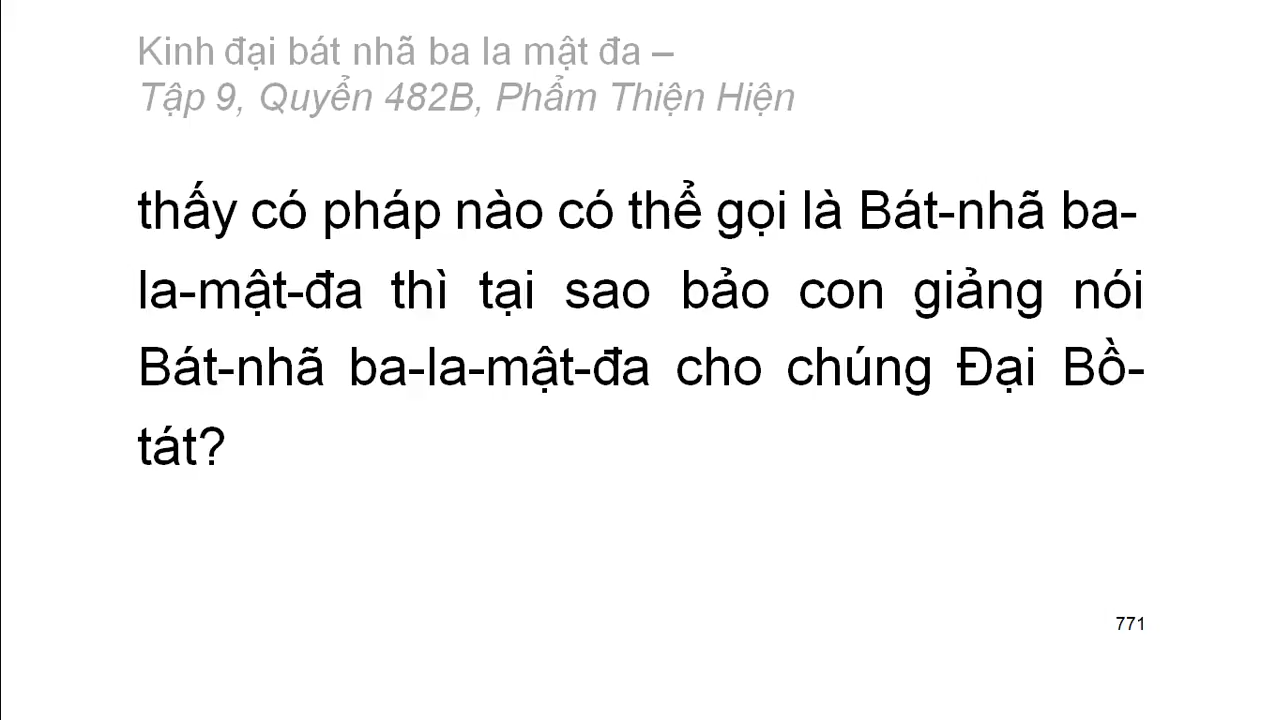 Kinh đại bát nhã ba la mật đa –
Tập 9, Quyển 482B, Phẩm Thiện Hiện
thấy có pháp nào có thể gọi là Bát-nhã ba-
la-mật-đa thì tại sao bảo con giảng nói
Bát-nhã ba-la-mật-đa cho chúng Đại Bồ-
tát?
771